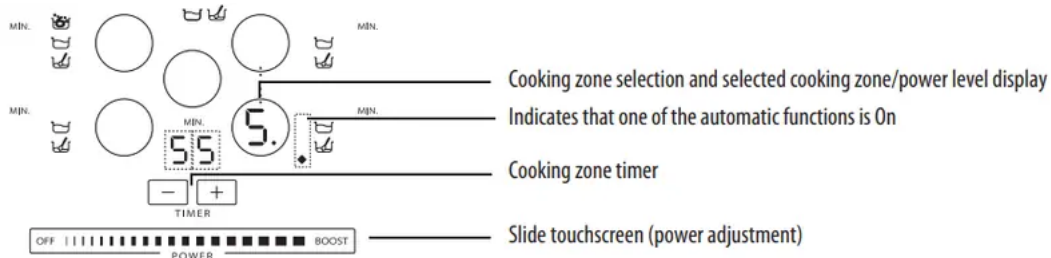 MIN.
MIN.
Cooking zone selection and selected cooking zone/power level display
MIN.
MIN.
MIN.
5.
Indicates that one of the automatic functions is On
55
Cooking zone timer
− +
TIMER
OFF BOOST
Slide touchscreen (power adjustment)
POWER